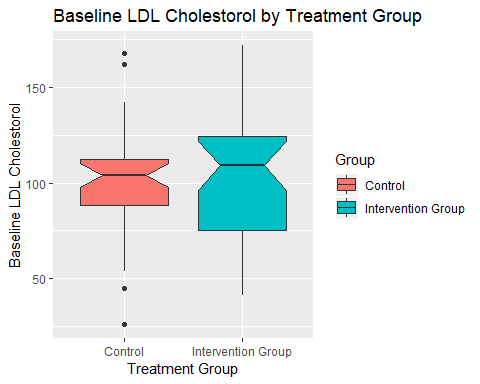 Baseline LDL Cholestorol by Treatment Group
150
100
50
Baseline LDL Cholestorol
Control
Intervention Group
Treatment Group
Group
Control
Intervention Group